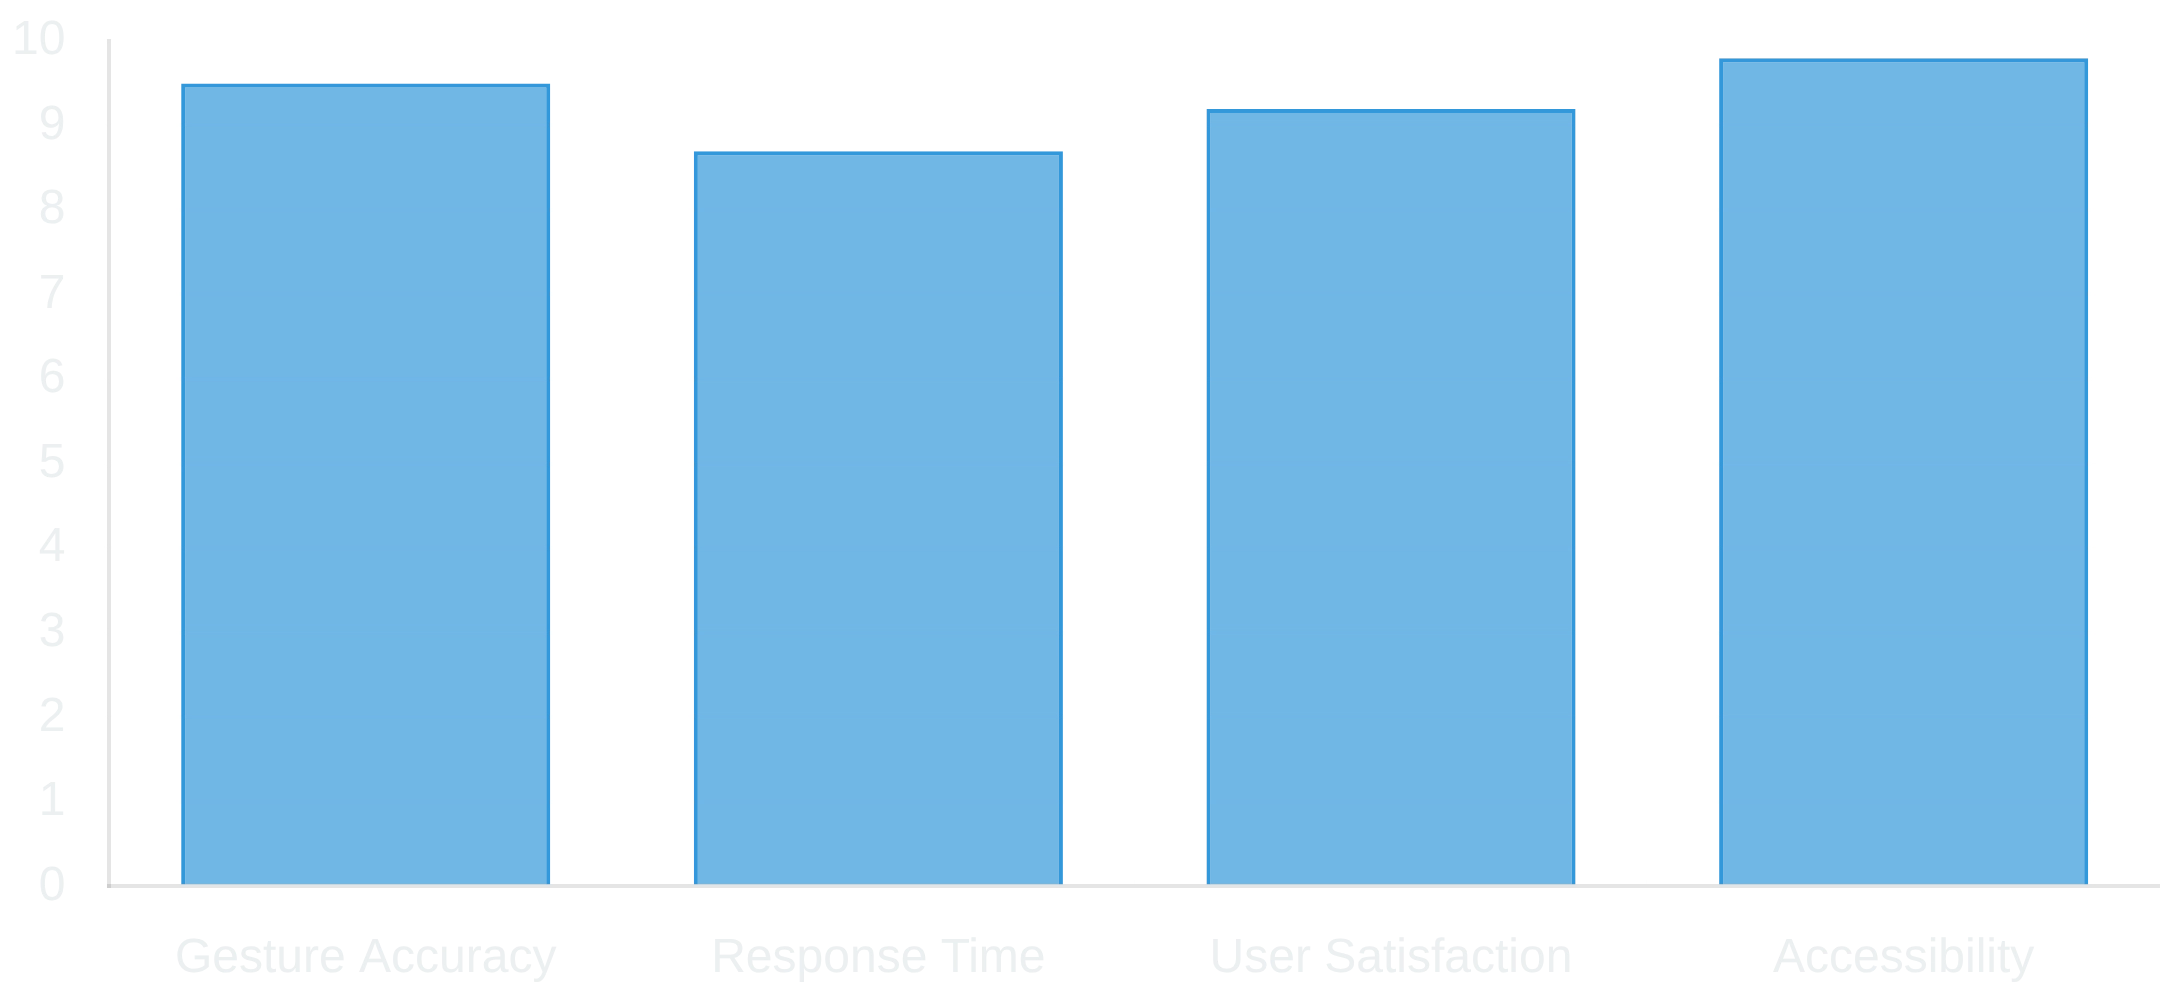 10
9
8
7
6
5
4
3
2
1
0
Gesture Accuracy
Response Time
User Satisfaction
Accessibility